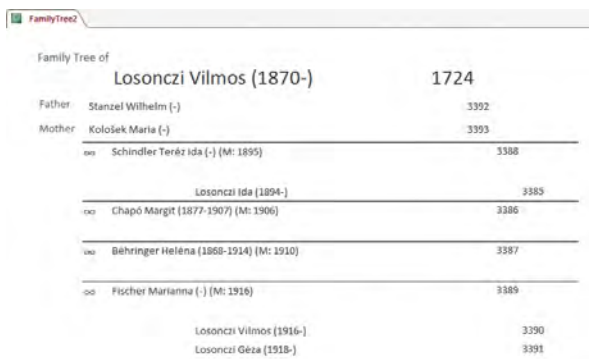 FamilyTree2
Family Tree of
Losonczi Vilmos (1870-) 1724
Father Stanzel Wilhelm (-) 3392
Mother Kološek Maria (-) 3393
∞ Schindler Teréz Ida (-) (M: 1895) 3388
Losonczi Ida (1894-) 3385
∞ Chapó Margit (1877-1907) (M: 1906) 3386
∞ Béhringer Heléna (1868-1914) (M: 1910) 3387
∞ Fischer Marianna (-) (M: 1916) 3389
Losonczi Vilmos (1916-) 3390
Losonczi Géza (1918-) 3391